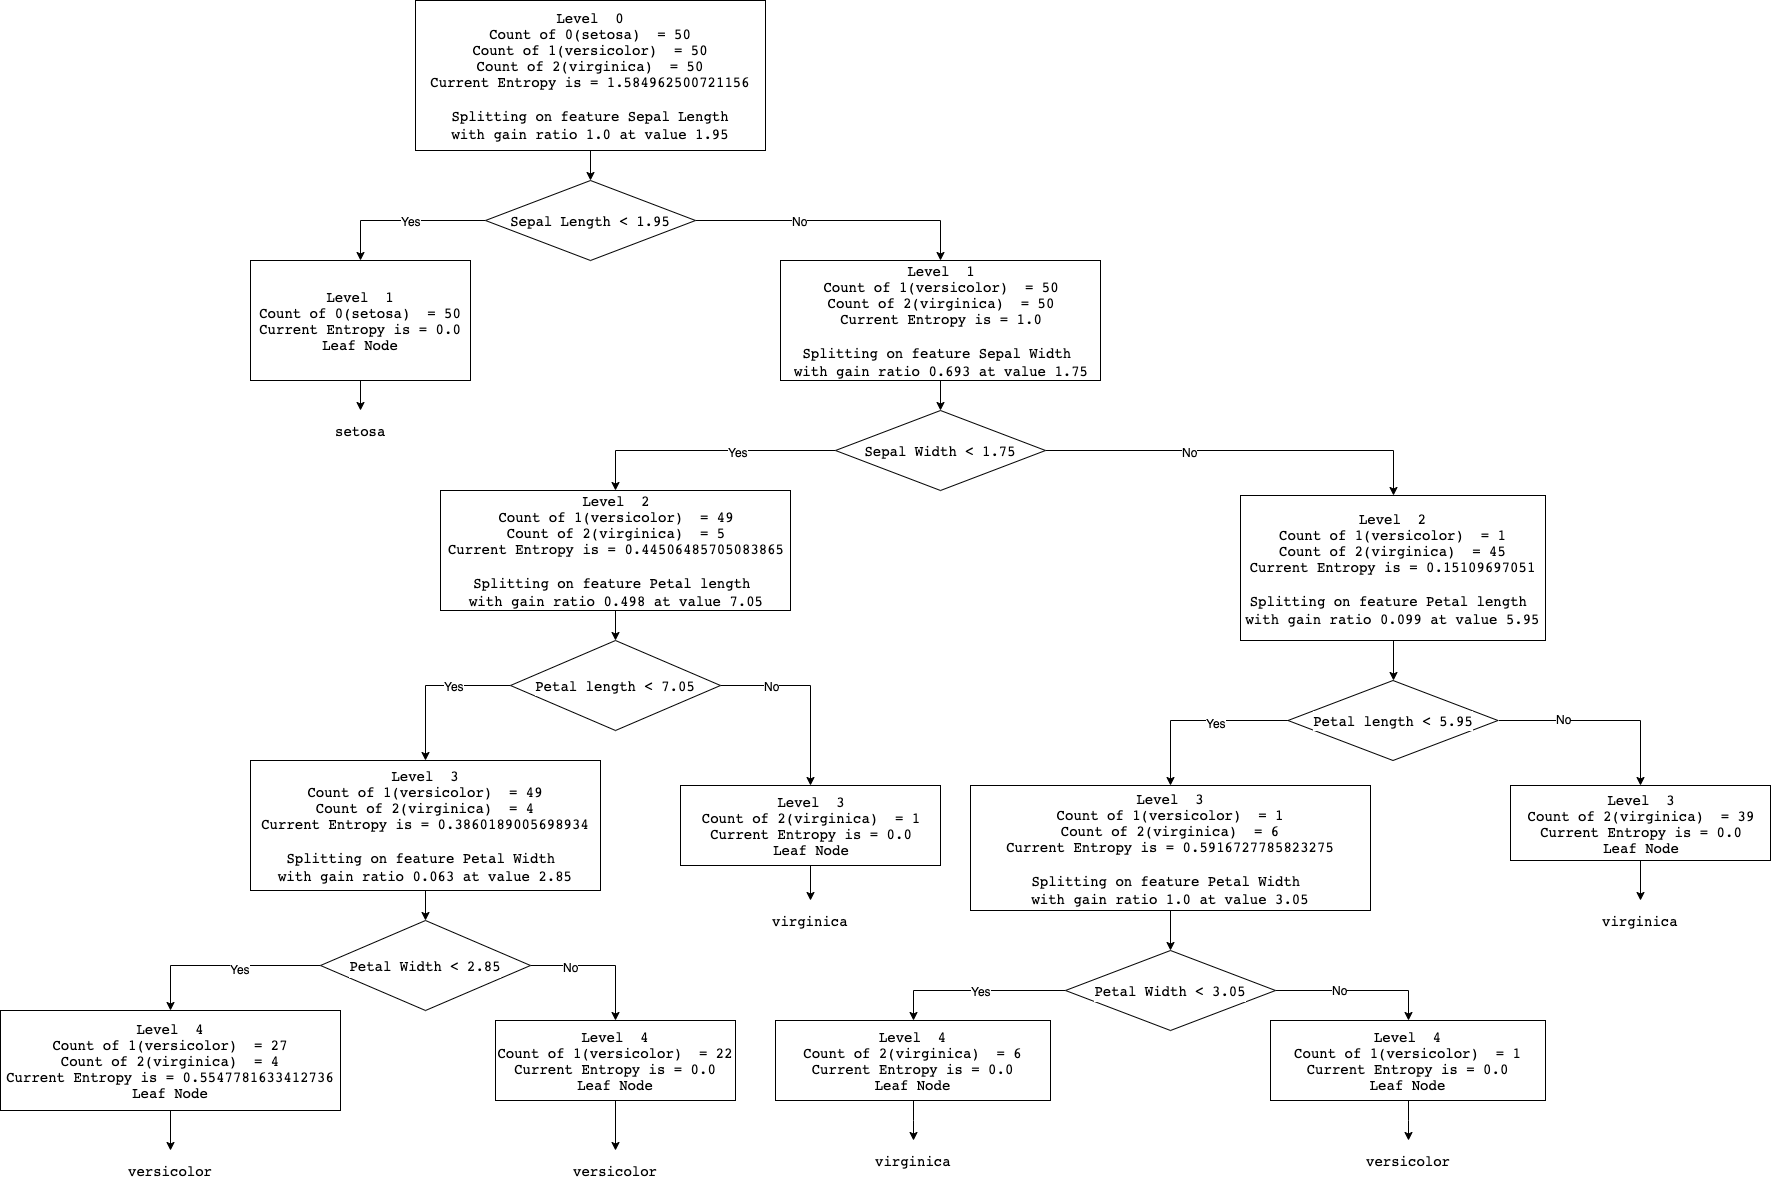 Level 0
Count of 0(setosa) = 50
Count of 1(versicolor) = 50
Count of 2(virginica) = 50
Current Entropy is = 1.584962500721156
Splitting on feature Sepal Length
with gain ratio 1.0 at value 1.95
Sepal Length < 1.95
Yes
No
Level 1
Count of 0(setosa) = 50
Current Entropy is = 0.0
Leaf Node
setosa
Level 1
Count of 1(versicolor) = 50
Count of 2(virginica) = 50
Current Entropy is = 1.0
Splitting on feature Sepal Width
with gain ratio 0.693 at value 1.75
Sepal Width < 1.75
Yes
No
Level 2
Count of 1(versicolor) = 49
Count of 2(virginica) = 5
Current Entropy is = 0.44506485705083865
Splitting on feature Petal length
with gain ratio 0.498 at value 7.05
Level 2
Count of 1(versicolor) = 1
Count of 2(virginica) = 45
Current Entropy is = 0.15109697051
Splitting on feature Petal length
with gain ratio 0.099 at value 5.95
Petal length < 7.05
Yes
No
Petal length < 5.95
Yes
No
Level 3
Count of 1(versicolor) = 49
Count of 2(virginica) = 4
Current Entropy is = 0.3860189005698934
Splitting on feature Petal Width
with gain ratio 0.063 at value 2.85
Level 3
Count of 2(virginica) = 1
Current Entropy is = 0.0
Leaf Node
virginica
Level 3
Count of 1(versicolor) = 1
Count of 2(virginica) = 6
Current Entropy is = 0.5916727785823275
Splitting on feature Petal Width
with gain ratio 1.0 at value 3.05
Level 3
Count of 2(virginica) = 39
Current Entropy is = 0.0
Leaf Node
virginica
Petal Width < 2.85
Yes
No
Petal Width < 3.05
Yes
No
Level 4
Count of 1(versicolor) = 27
Count of 2(virginica) = 4
Current Entropy is = 0.5547781633412736
Leaf Node
versicolor
Level 4
Count of 1(versicolor) = 22
Current Entropy is = 0.0
Leaf Node
versicolor
Level 4
Count of 2(virginica) = 6
Current Entropy is = 0.0
Leaf Node
virginica
Level 4
Count of 1(versicolor) = 1
Current Entropy is = 0.0
Leaf Node
versicolor